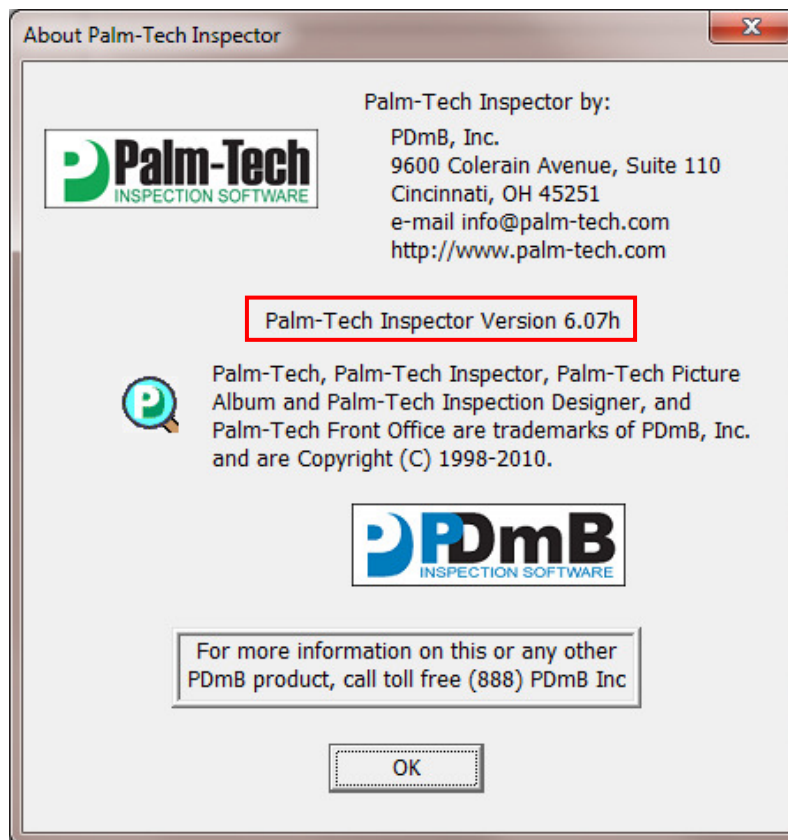 About Palm-Tech Inspector
Palm-Tech Inspector by:
Palm-Tech
INSPECTION SOFTWARE
PDmB, Inc.
9600 Colerain Avenue, Suite 110
Cincinnati, OH 45251
e-mail info@palm-tech.com
http://www.palm-tech.com
Palm-Tech Inspector Version 6.07h
Palm-Tech, Palm-Tech Inspector, Palm-Tech Picture
Album and Palm-Tech Inspection Designer, and
Palm-Tech Front Office are trademarks of PDmB, Inc.
and are Copyright (C) 1998-2010.
PDmB
INSPECTION SOFTWARE
For more information on this or any other
PDmB product, call toll free (888) PDmB Inc
OK